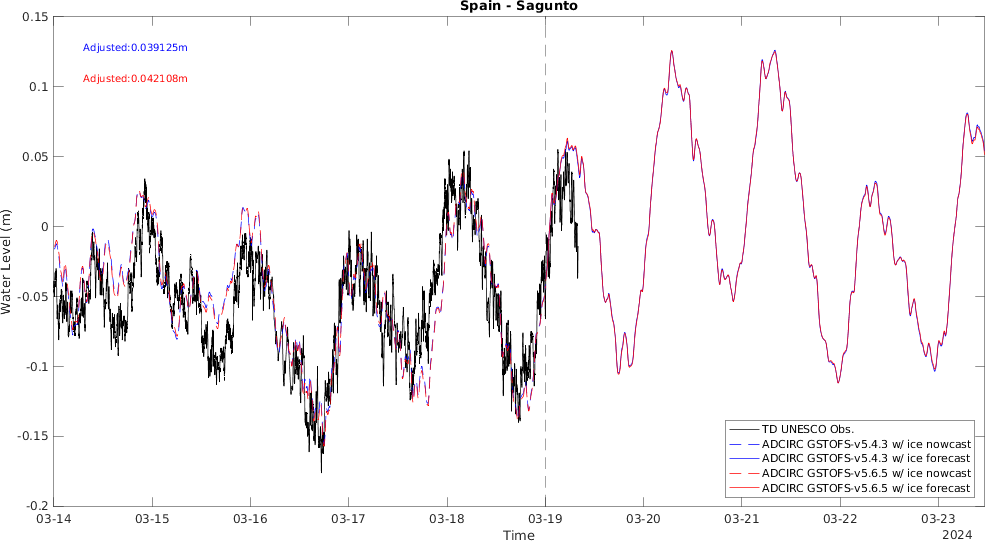 Spain - Sagunto
0.15
0.1
0.05
0
-0.05
-0.1
-0.15
-0.2
Water Level (m)
Adjusted:0.039125m
Adjusted:0.042108m
TD UNESCO Obs.
ADCIRC GSTOFS-v5.4.3 w/ ice nowcast
ADCIRC GSTOFS-v5.4.3 w/ ice forecast
ADCIRC GSTOFS-v5.6.5 w/ ice nowcast
ADCIRC GSTOFS-v5.6.5 w/ ice forecast
03-14 03-15 03-16 03-17 03-18 03-19 03-20 03-21 03-22 03-23
Time
2024